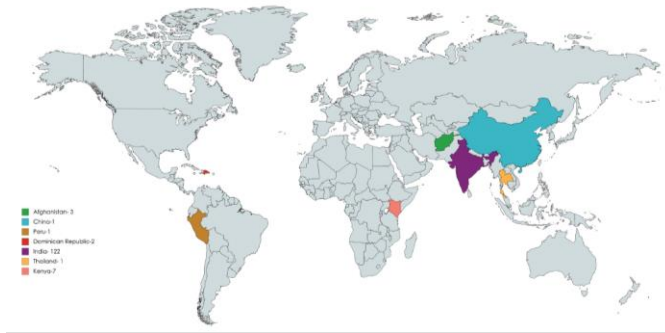 Afghanistan- 3
China-1
Peru-1
Dominican Republic-2
India- 122
Thailand- 1
Kenya-7